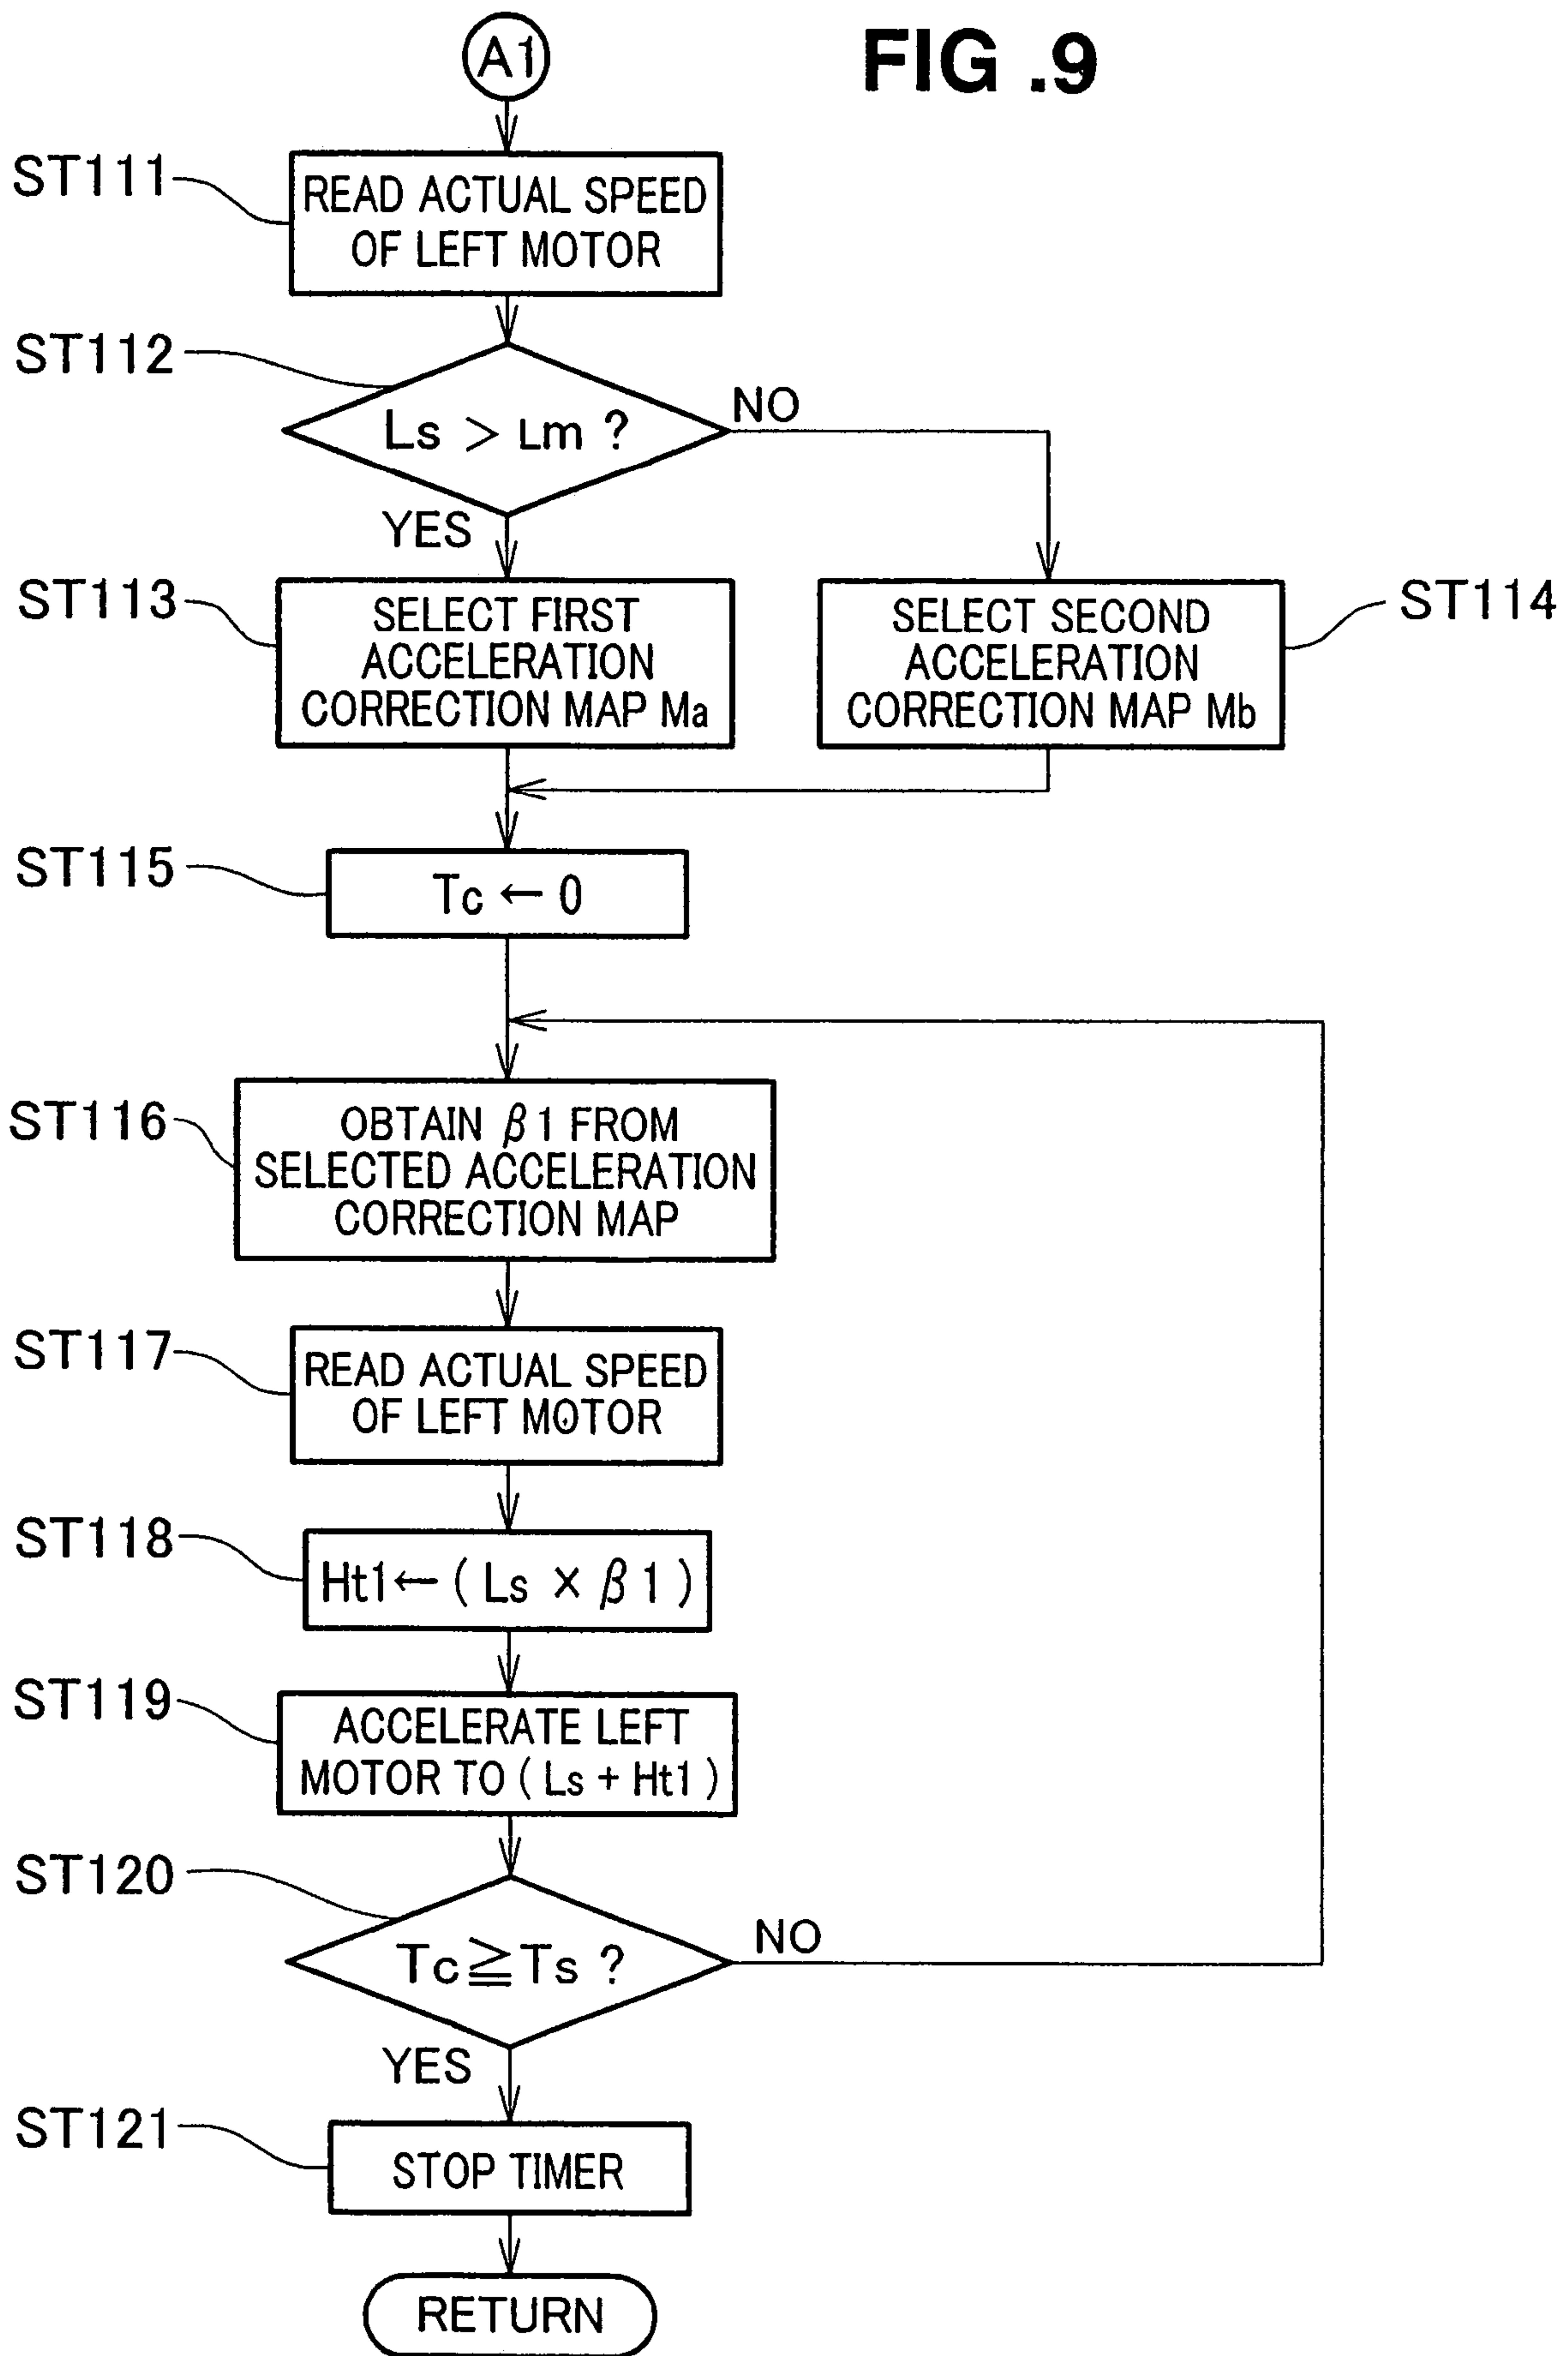 A1
FIG .9
ST111
READ ACTUAL SPEED
OF LEFT MOTOR
ST112
Ls > Lm ?
NO
YES
ST113
SELECT FIRST
ACCELERATION
CORRECTION MAP Ma
SELECT SECOND
ACCELERATION
CORRECTION MAP Mb
ST114
ST115
Tc ← 0
ST116
OBTAIN β1 FROM
SELECTED ACCELERATION
CORRECTION MAP
ST117
READ ACTUAL SPEED
OF LEFT MOTOR
ST118
Ht1←( Ls × β1 )
ST119
ACCELERATE LEFT
MOTOR TO ( Ls + Ht1 )
ST120
Tc ≧ Ts ?
NO
YES
ST121
STOP TIMER
RETURN